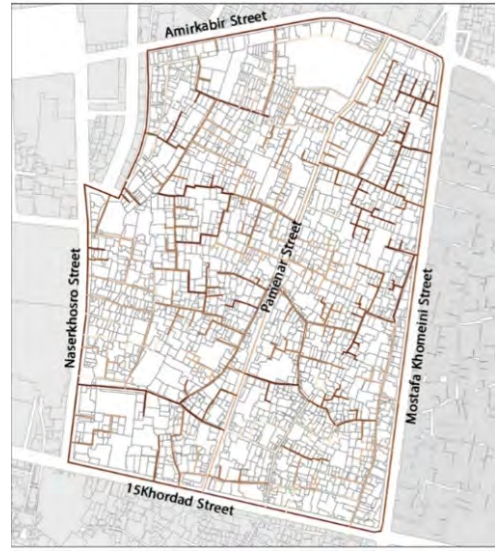 Amirkabir Street
Naserkhosro Street
Pamenar Street
Mostafa Khomeini Street
15Khordad Street